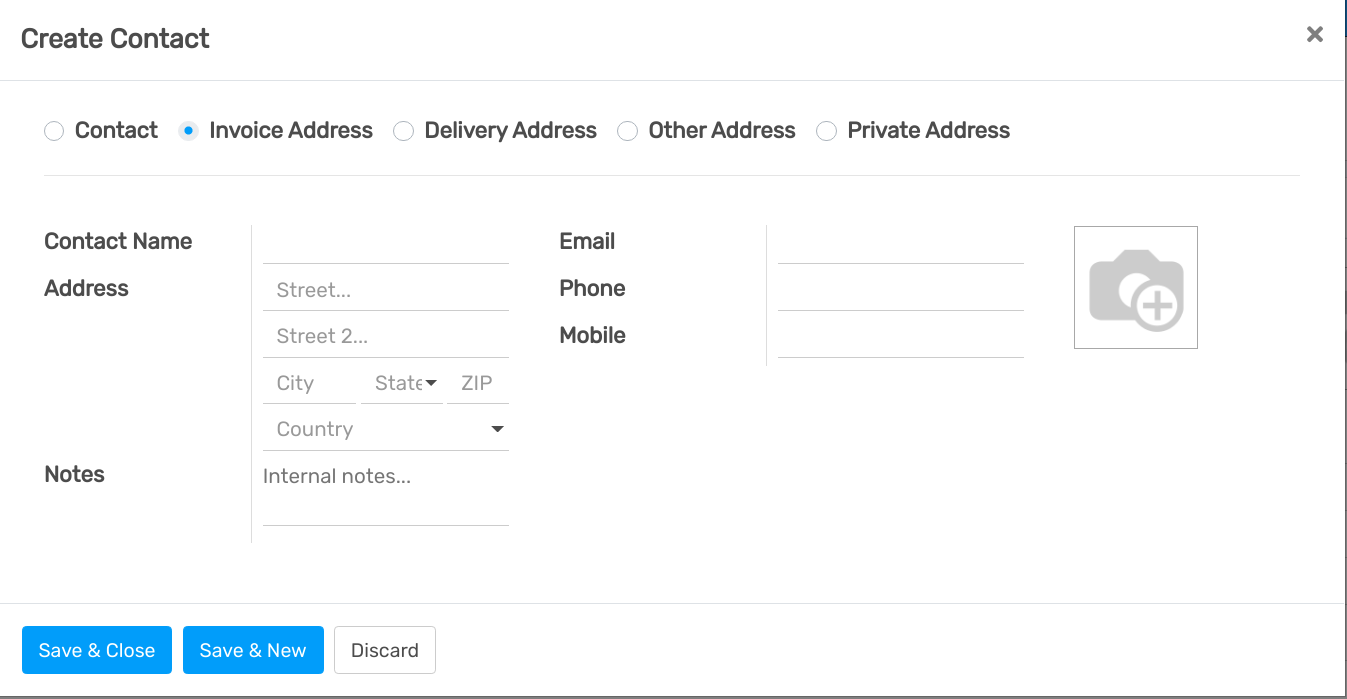 Create Contact
Contact Invoice Address Delivery Address Other Address Private Address
Contact Name
Email
Address
Street...
Phone
Street 2...
Mobile
City State ZIP
Country
Notes
Internal notes...
Save & Close Save & New Discard